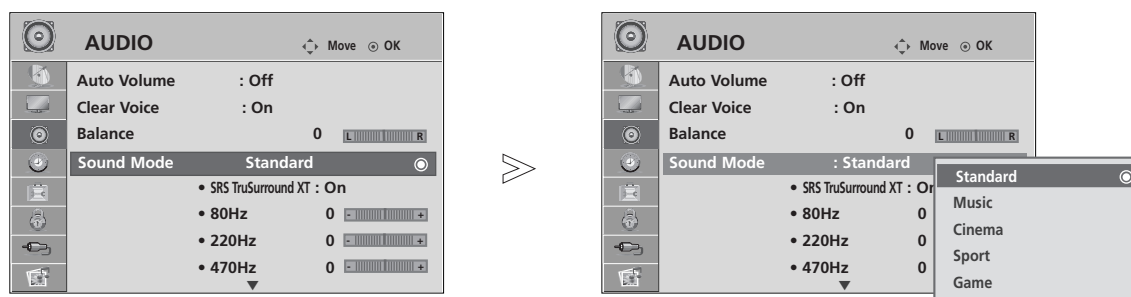 AUDIO
Move OK
Auto Volume : Off
Clear Voice : On
Balance 0 L R
Sound Mode Standard
• SRS TruSurround XT : On
• 80Hz 0 - +
• 220Hz 0 - +
• 470Hz 0 - +
AUDIO
Move OK
Auto Volume : Off
Clear Voice : On
Balance 0 L R
Sound Mode : Standard
• SRS TruSurround XT : On
• 80Hz 0
• 220Hz 0
• 470Hz 0
Standard
Music
Cinema
Sport
Game